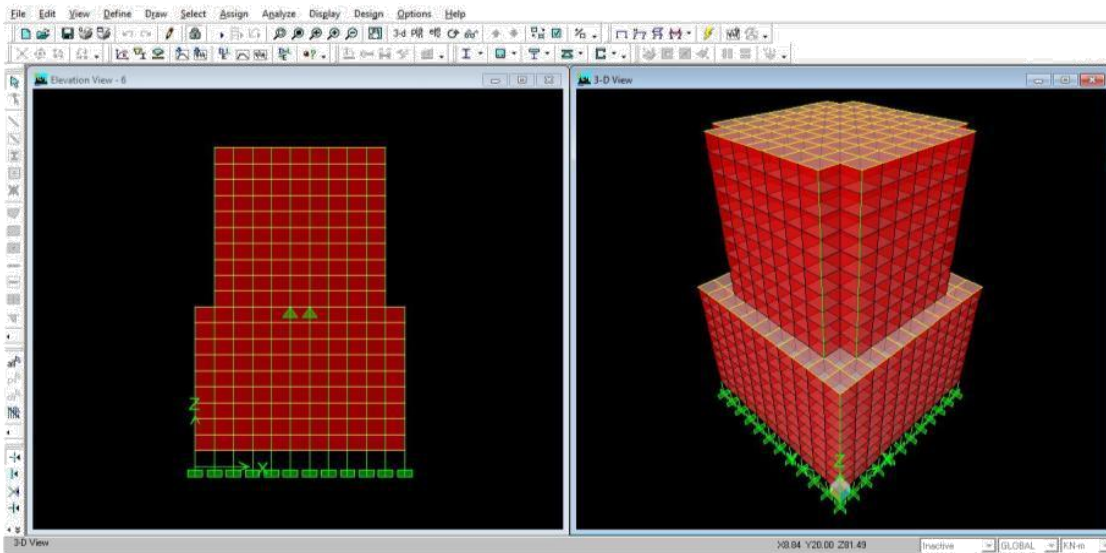 File Edit View Define Draw Select Assign Analyze Display Design Options Help
3-d
Elevation View - 6
3-D View
Z
X
Z
3-D View
X8.84 Y20.00 Z81.49
Inactive
GLOBAL
KN-m